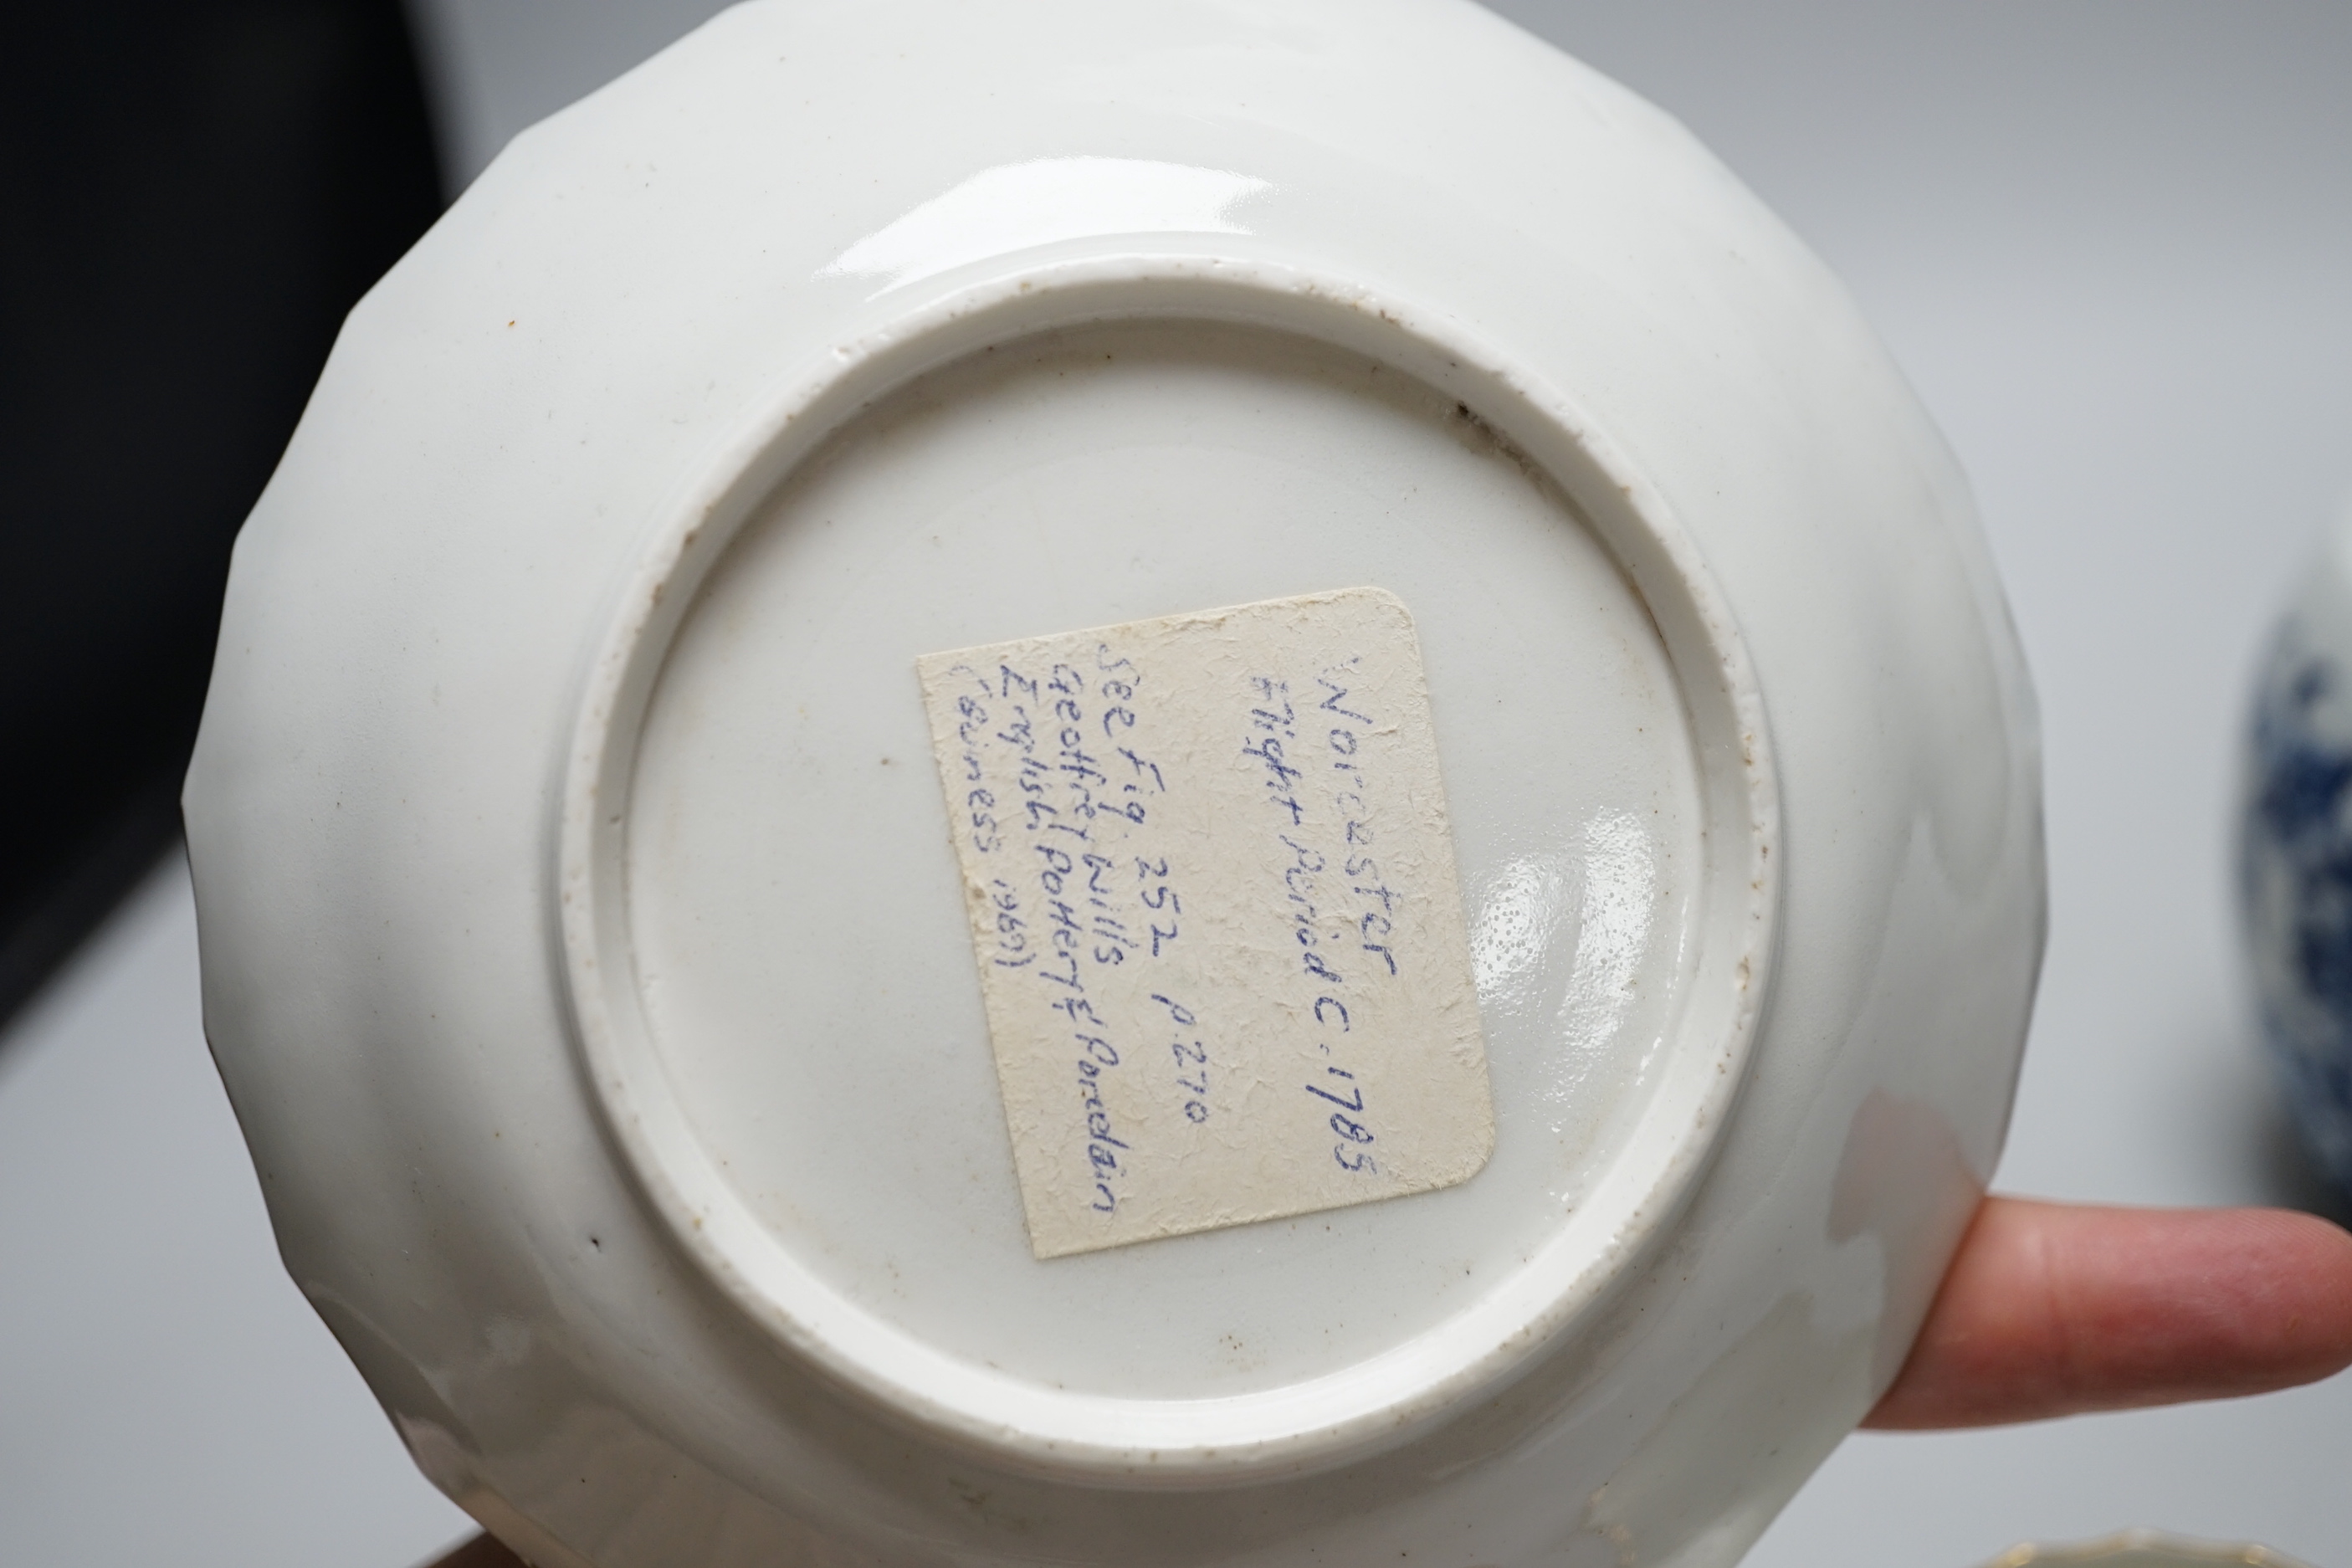 Worcester
Flight Period C. 1785
See Fig. 252 p.270
Geoffrey Wills
English Pottery & Porcelain
(Guiness 1969)